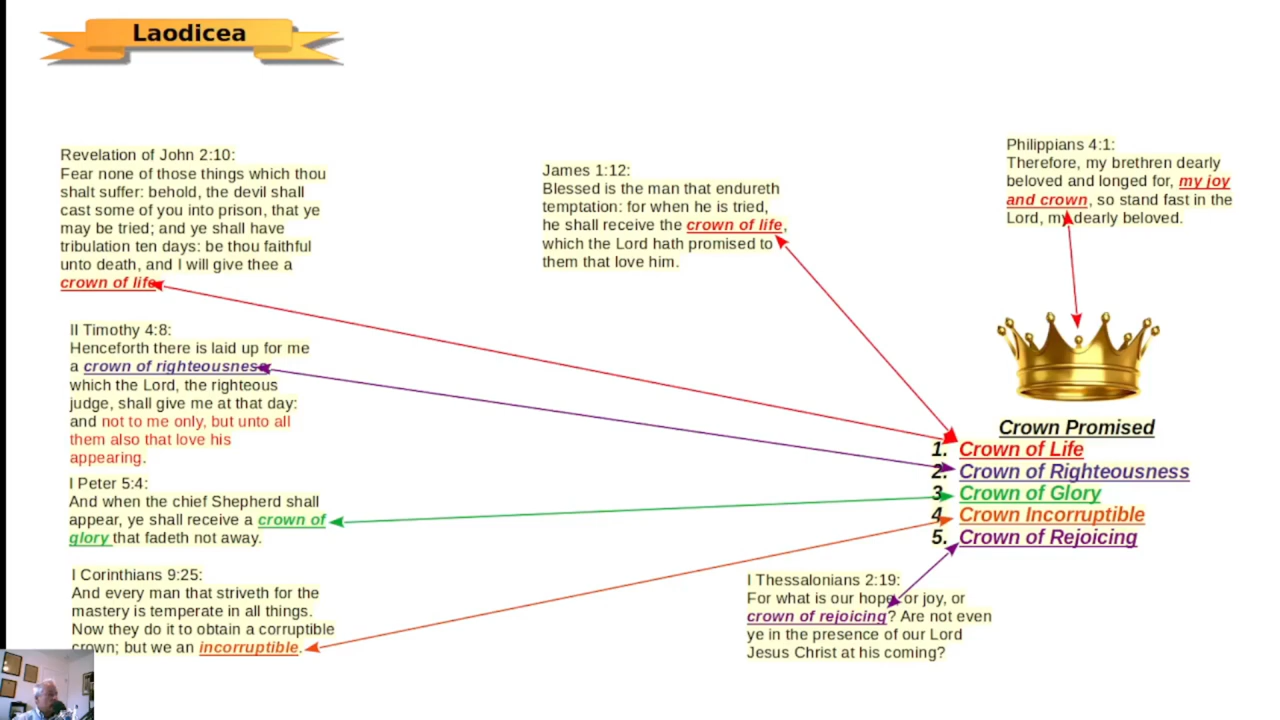 Laodicea
Revelation of John 2:10:
Fear none of those things which thou
shalt suffer: behold, the devil shall
cast some of you into prison, that ye
may be tried; and ye shall have
tribulation ten days: be thou faithful
unto death, and I will give thee a
crown of life
II Timothy 4:8:
Henceforth there is laid up for me
a crown of righteousness
which the Lord, the righteous
judge, shall give me at that day:
and not to me only, but unto all
them also that love his
appearing.
I Peter 5:4:
And when the chief Shepherd shall
appear, ye shall receive a crown of
glory that fadeth not away.
I Corinthians 9:25:
And every man that striveth for the
mastery is temperate in all things.
Now they do it to obtain a corruptible
crown; but we an incorruptible.
James 1:12:
Blessed is the man that endureth
temptation: for when he is tried,
he shall receive the crown of life,
which the Lord hath promised to
them that love him.
Philippians 4:1:
Therefore, my brethren dearly
beloved and longed for, my joy
and crown, so stand fast in the
Lord, my dearly beloved.
Crown Promised
1. Crown of Life
2. Crown of Righteousness
3. Crown of Glory
4. Crown Incorruptible
5. Crown of Rejoicing
I Thessalonians 2:19:
For what is our hope, or joy, or
crown of rejoicing? Are not even
ye in the presence of our Lord
Jesus Christ at his coming?